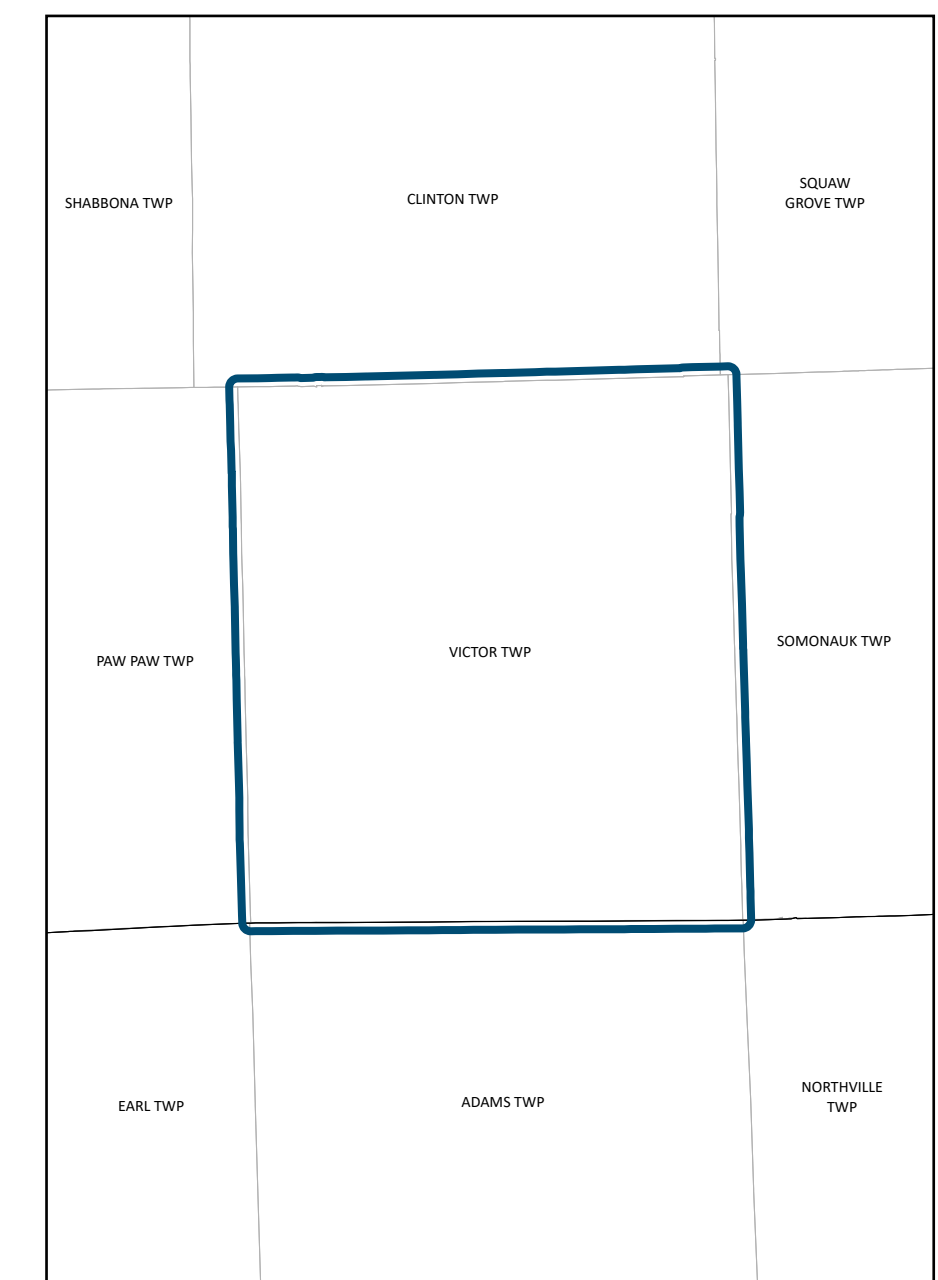 SHABBONA TWP
CLINTON TWP
SQUAW
GROVE TWP
PAW PAW TWP
VICTOR TWP
SOMONAUK TWP
EARL TWP
ADAMS TWP
NORTHVILLE
TWP